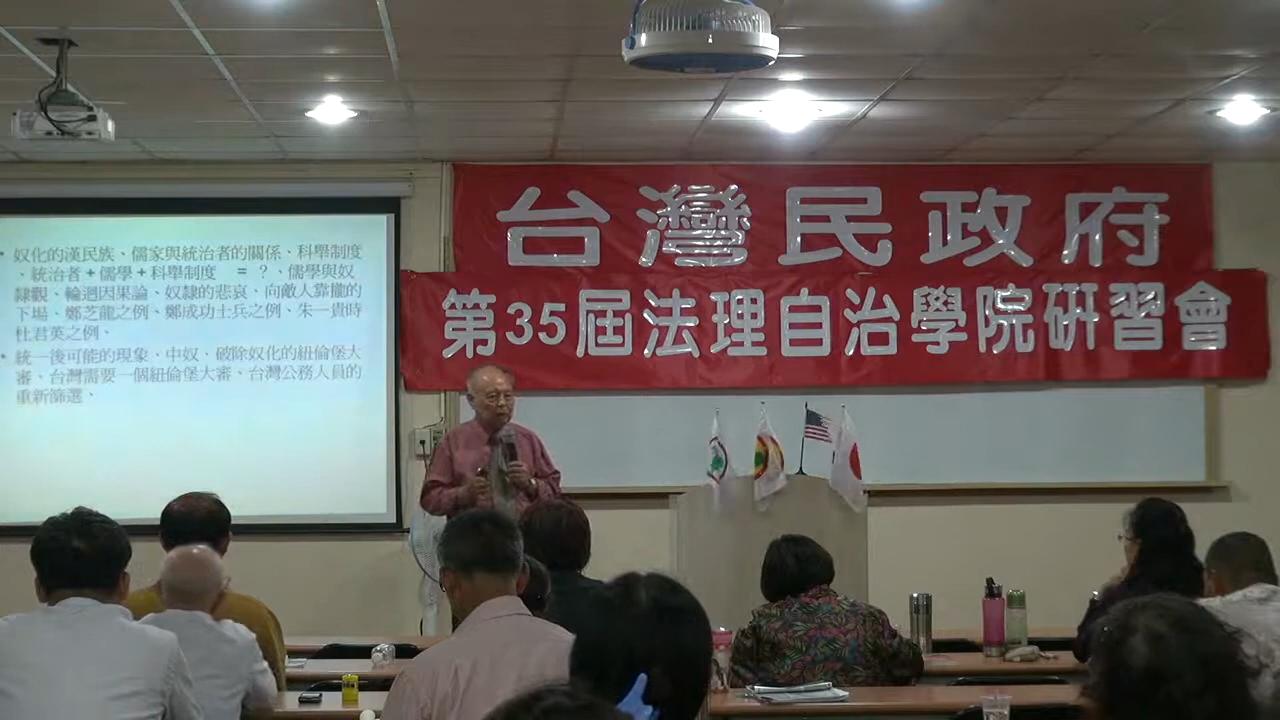 台灣民政府
第35屆法理自治學院研習會
• 奴化的漢民族、儒家與統治者的關係、科舉制度
、統治者＋儒學＋科舉制度 ＝ ？、儒學與奴
隸觀、輪迴因果論、奴隸的悲哀、向敵人靠攏的
下場、鄭芝龍之例、鄭成功士兵之例、朱一貴時
杜君英之例、
• 統一後可能的現象、中奴、破除奴化的紐倫堡大
審、台灣需要一個紐倫堡大審、台灣公務人員的
重新篩選、